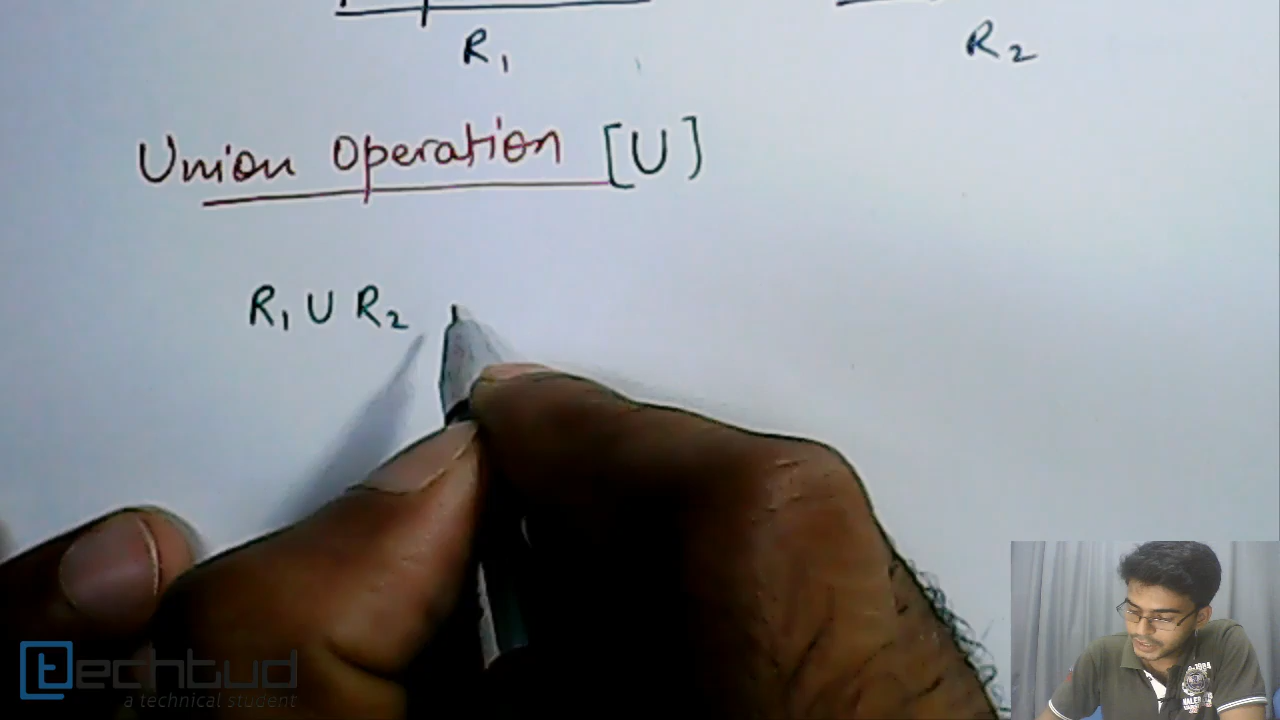 R1 R2
Union Operation [U]
R1 U R2
techtud
a technical student